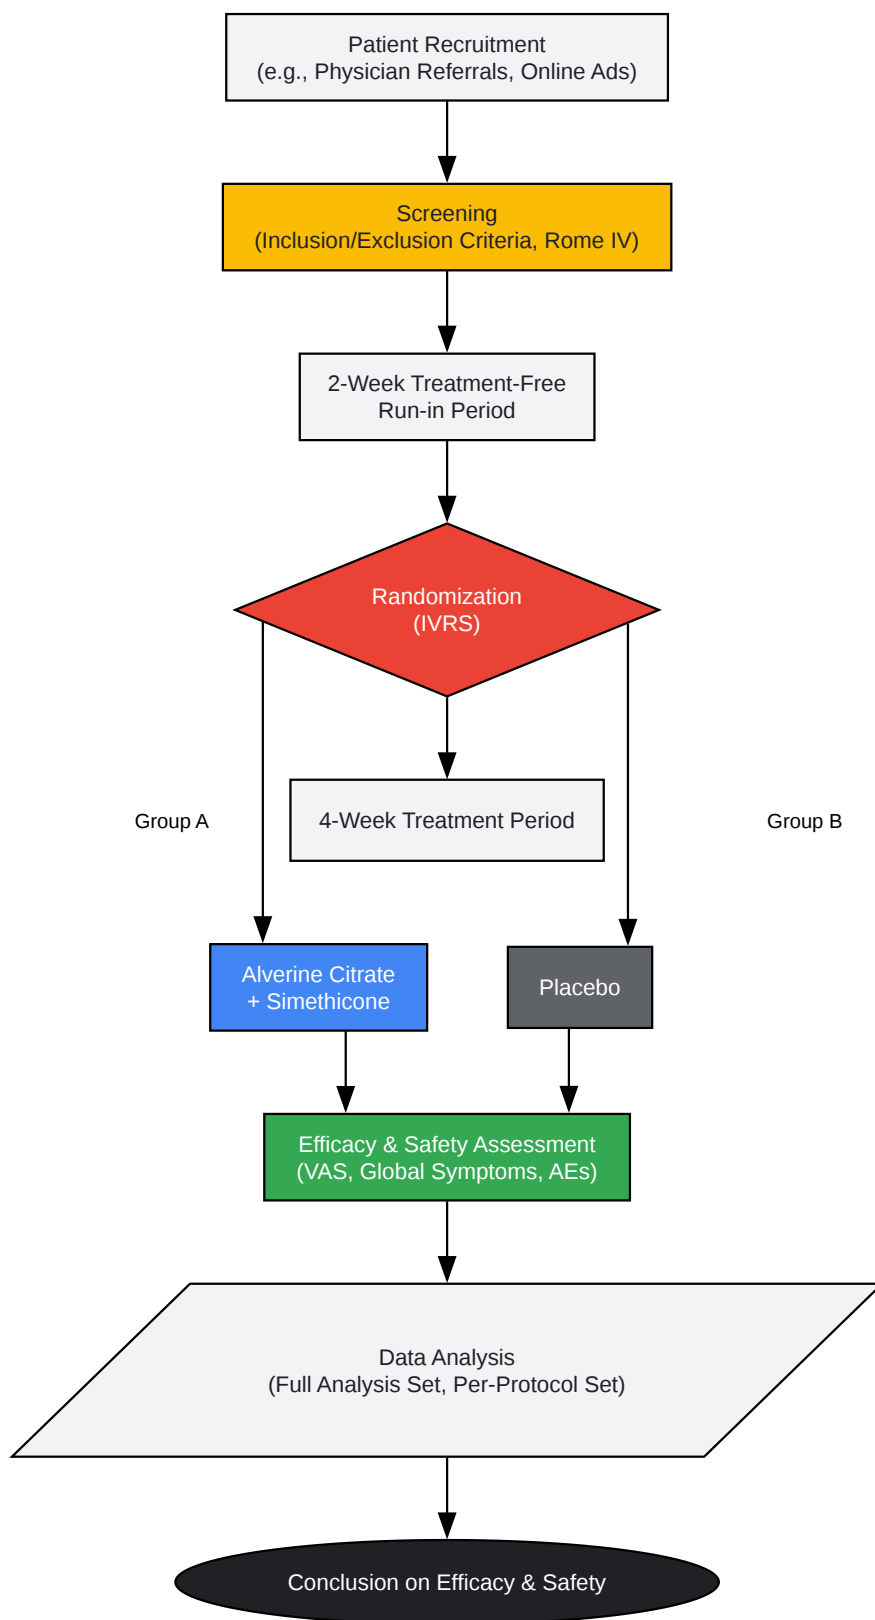 Patient Recruitment
(e.g., Physician Referrals, Online Ads)
Screening
(Inclusion/Exclusion Criteria, Rome IV)
2-Week Treatment-Free
Run-in Period
Randomization
(IVRS)
Group A
4-Week Treatment Period
Group B
Alverine Citrate
+ Simethicone
Placebo
Efficacy & Safety Assessment
(VAS, Global Symptoms, AEs)
Data Analysis
(Full Analysis Set, Per-Protocol Set)
Conclusion on Efficacy & Safety